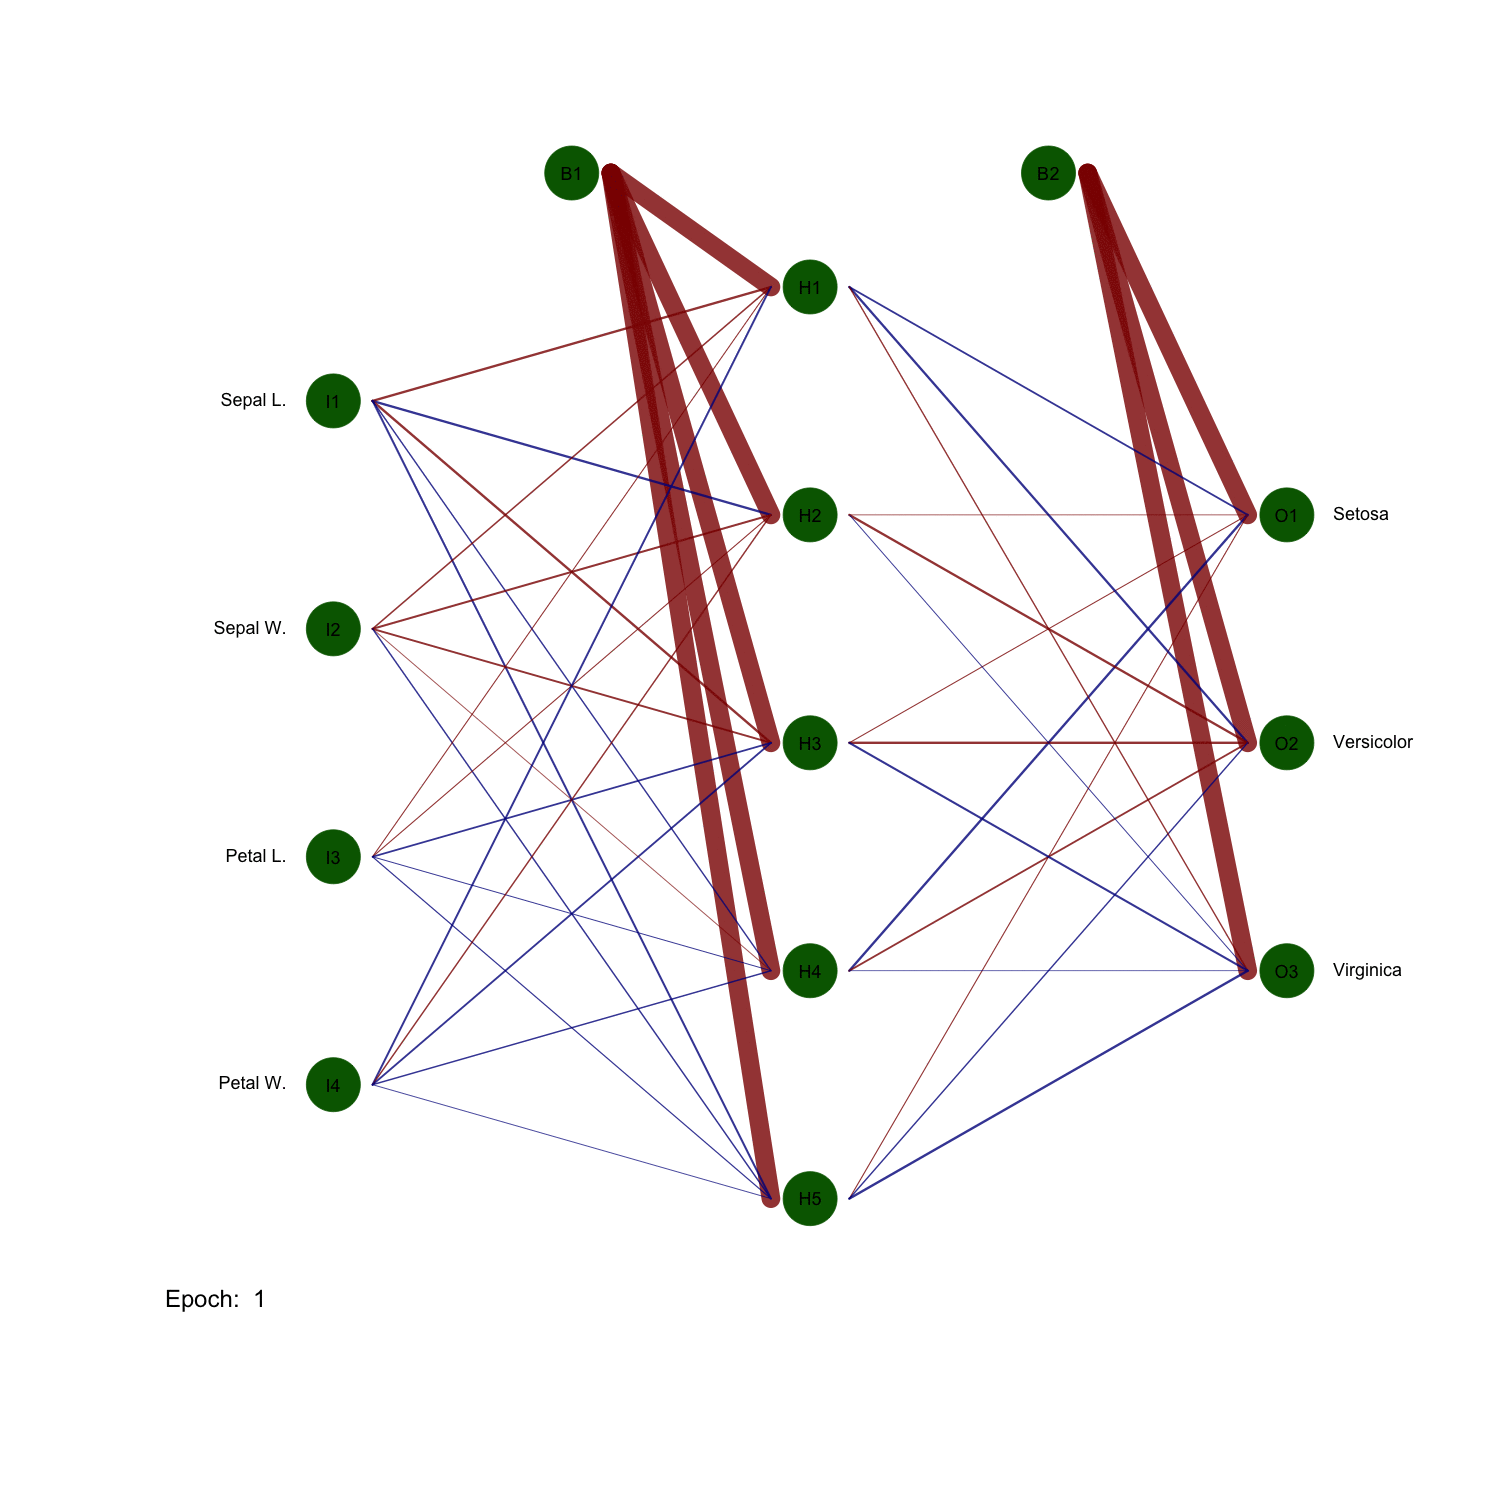 B1 B2
H1
Sepal L. I1
H2 O1 Setosa
Sepal W. I2
H3 O2 Versicolor
Petal L. I3
H4 O3 Virginica
Petal W. I4
H5
Epoch: 1